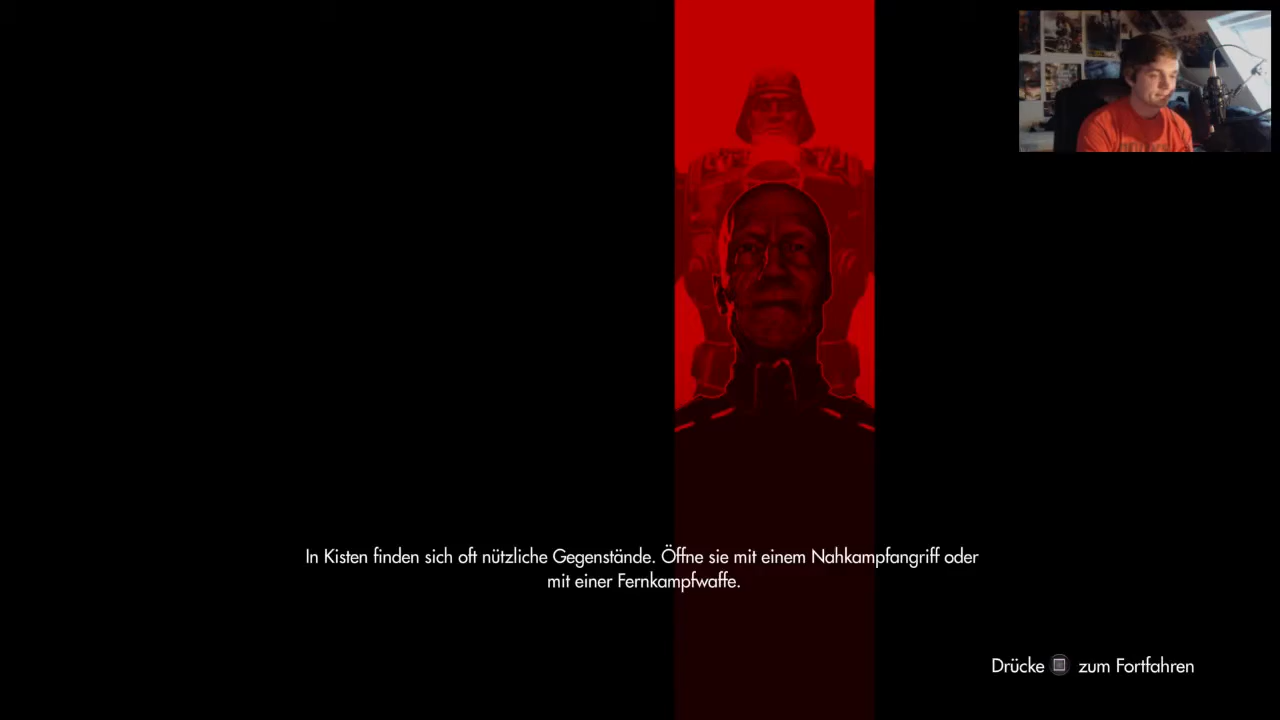 In Kisten finden sich oft nützliche Gegenstände. Öffne sie mit einem Nahkampfangriff oder
mit einer Fernkampfwaffe.
Drücke zum Fortfahren